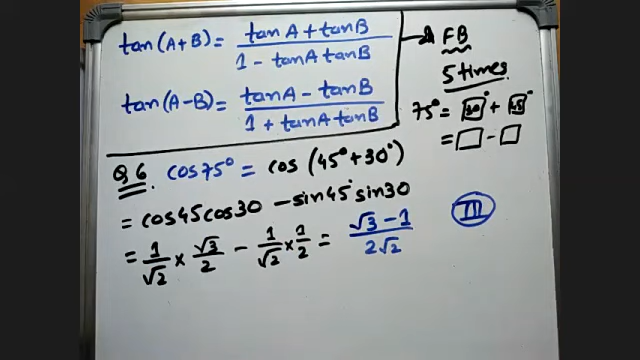 tan(A+B) = (tanA + tanB) / (1 - tanA tanB)
FB
5 times
tan(A-B) = (tanA - tanB) / (1 + tanA tanB)
75° = 30° + 45°
= □ - □
Q6. cos75° = cos(45° + 30°)
= cos45cos30 - sin45°sin30
III
= 1/√2 × √3/2 - 1/√2 × 1/2 = (√3 - 1) / 2√2